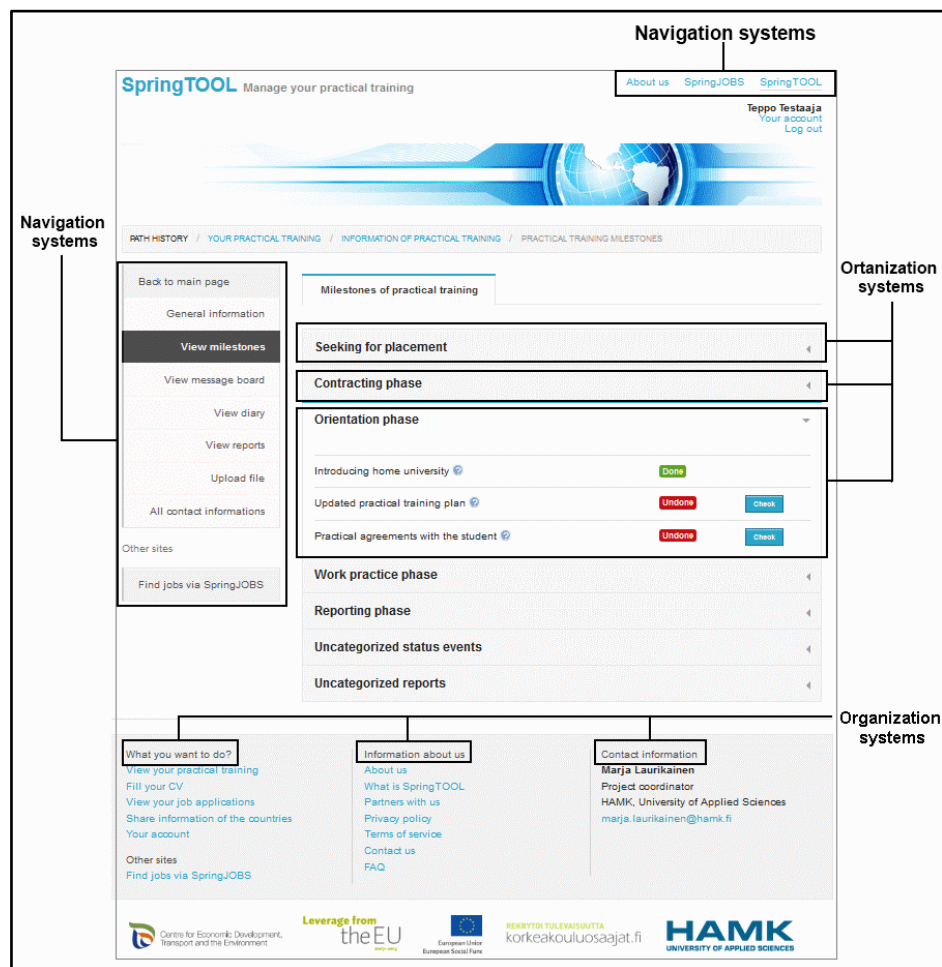 Navigation systems
SpringTOOL Manage your practical training
About us SpringJOBS SpringTOOL
Teppo Testaaja
Your account
Log out
Navigation
systems
PATH HISTORY / YOUR PRACTICAL TRAINING / INFORMATION OF PRACTICAL TRAINING / PRACTICAL TRAINING MILESTONES
Ortanization
systems
Back to main page
General information
View milestones
View message board
View diary
View reports
Upload file
All contact informations
Other sites
Find jobs via SpringJOBS
Milestones of practical training
Seeking for placement
Contracting phase
Orientation phase
Introducing home university Done
Updated practical training plan Undone Check
Practical agreements with the student Undone Check
Work practice phase
Reporting phase
Uncategorized status events
Uncategorized reports
Organization
systems
What you want to do?
View your practical training
Fill your CV
View your job applications
Share information of the countries
Your account
Other sites
Find jobs via SpringJOBS
Information about us
About us
What is SpringTOOL
Partners with us
Privacy policy
Terms of service
Contact us
FAQ
Contact information
Marja Laurikainen
Project coordinator
HAMK, University of Applied Sciences
marja.laurikainen@hamk.fi
Centre for Economic Development,
Transport and the Environment
Leverage from
the EU
European Union
European Social Fund
REKRYTOI TULEVAISUUTTA
korkeakouluosaajat.fi
HAMK
UNIVERSITY OF APPLIED SCIENCES